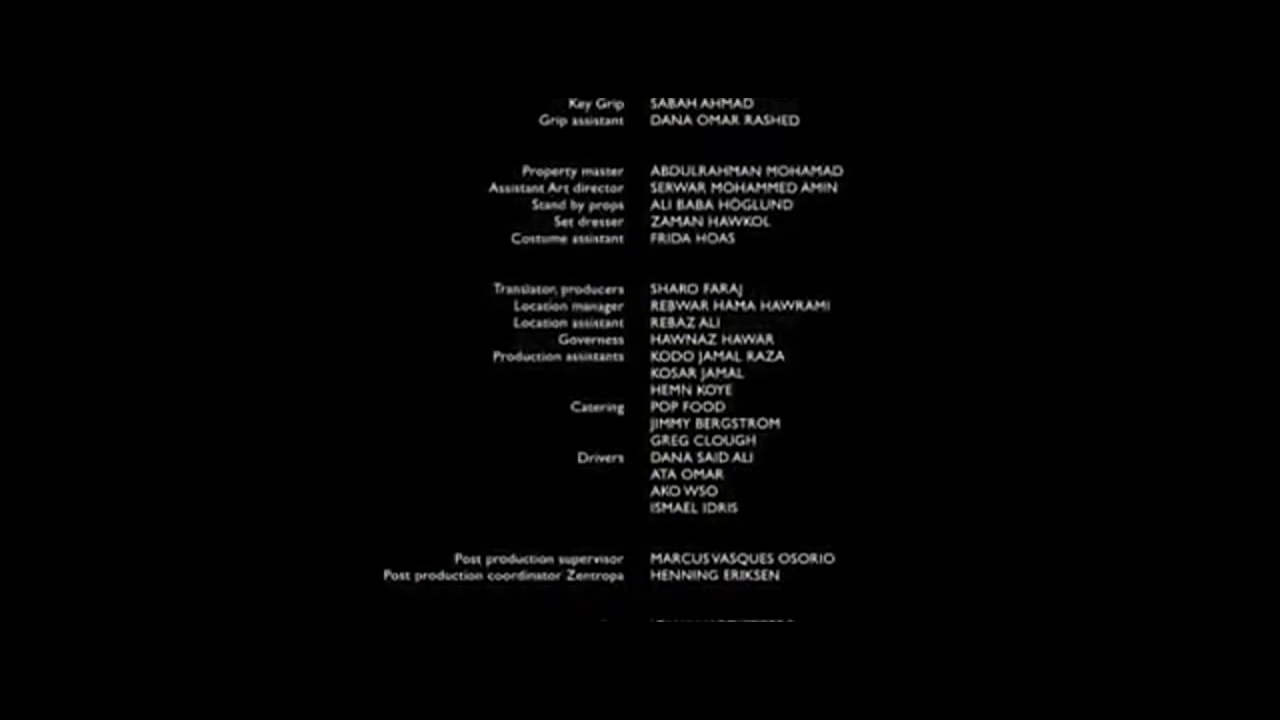 Key Grip SABAH AHMAD
Grip assistant DANA OMAR RASHED
Property master ABDULRAHMAN MOHAMAD
Assistant Art director SERWAR MOHAMMED AMIN
Stand by props ALI BABA HÖGLUND
Set dresser ZAMAN HAWKOL
Costume assistant FRIDA HOAS
Translator, producers SHARO FARAJ
Location manager REBWAR HAMA HAWRAMI
Location assistant REBAZ ALI
Governess HAWNAZ HAWAR
Production assistants KODO JAMAL RAZA
KOSAR JAMAL
HEMN KOYE
Catering POP FOOD
JIMMY BERGSTROM
GREG CLOUGH
Drivers DANA SAID ALI
ATA OMAR
AKO WSO
ISMAEL IDRIS
Post production supervisor MARCUS VASQUES OSORIO
Post production coordinator Zentropa HENNING ERIKSEN